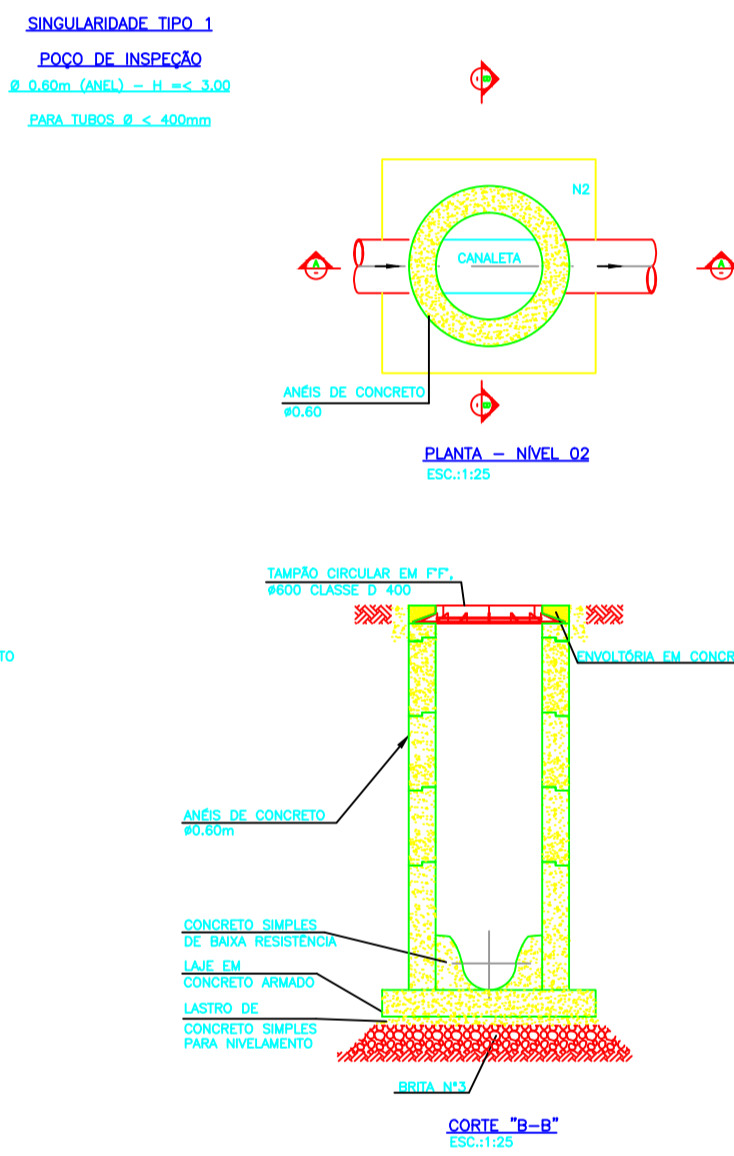 SINGULARIDADE TIPO 1
POÇO DE INSPEÇÃO
Ø 0.60m (ANEL) - H =< 3.00
PARA TUBOS Ø < 400mm
N2
CANALETA
A
A
ANÉIS DE CONCRETO
ø0.60
PLANTA - NÍVEL 02
ESC.:1:25
TAMPÃO CIRCULAR EM F'F',
ø600 CLASSE D 400
TO
ENVOLTÓRIA EM CONCR
ANÉIS DE CONCRETO
ø0.60m
CONCRETO SIMPLES
DE BAIXA RESISTÊNCIA
LAJE EM
CONCRETO ARMADO
LASTRO DE
CONCRETO SIMPLES
PARA NIVELAMENTO
BRITA N°3
CORTE "B-B"
ESC.:1:25